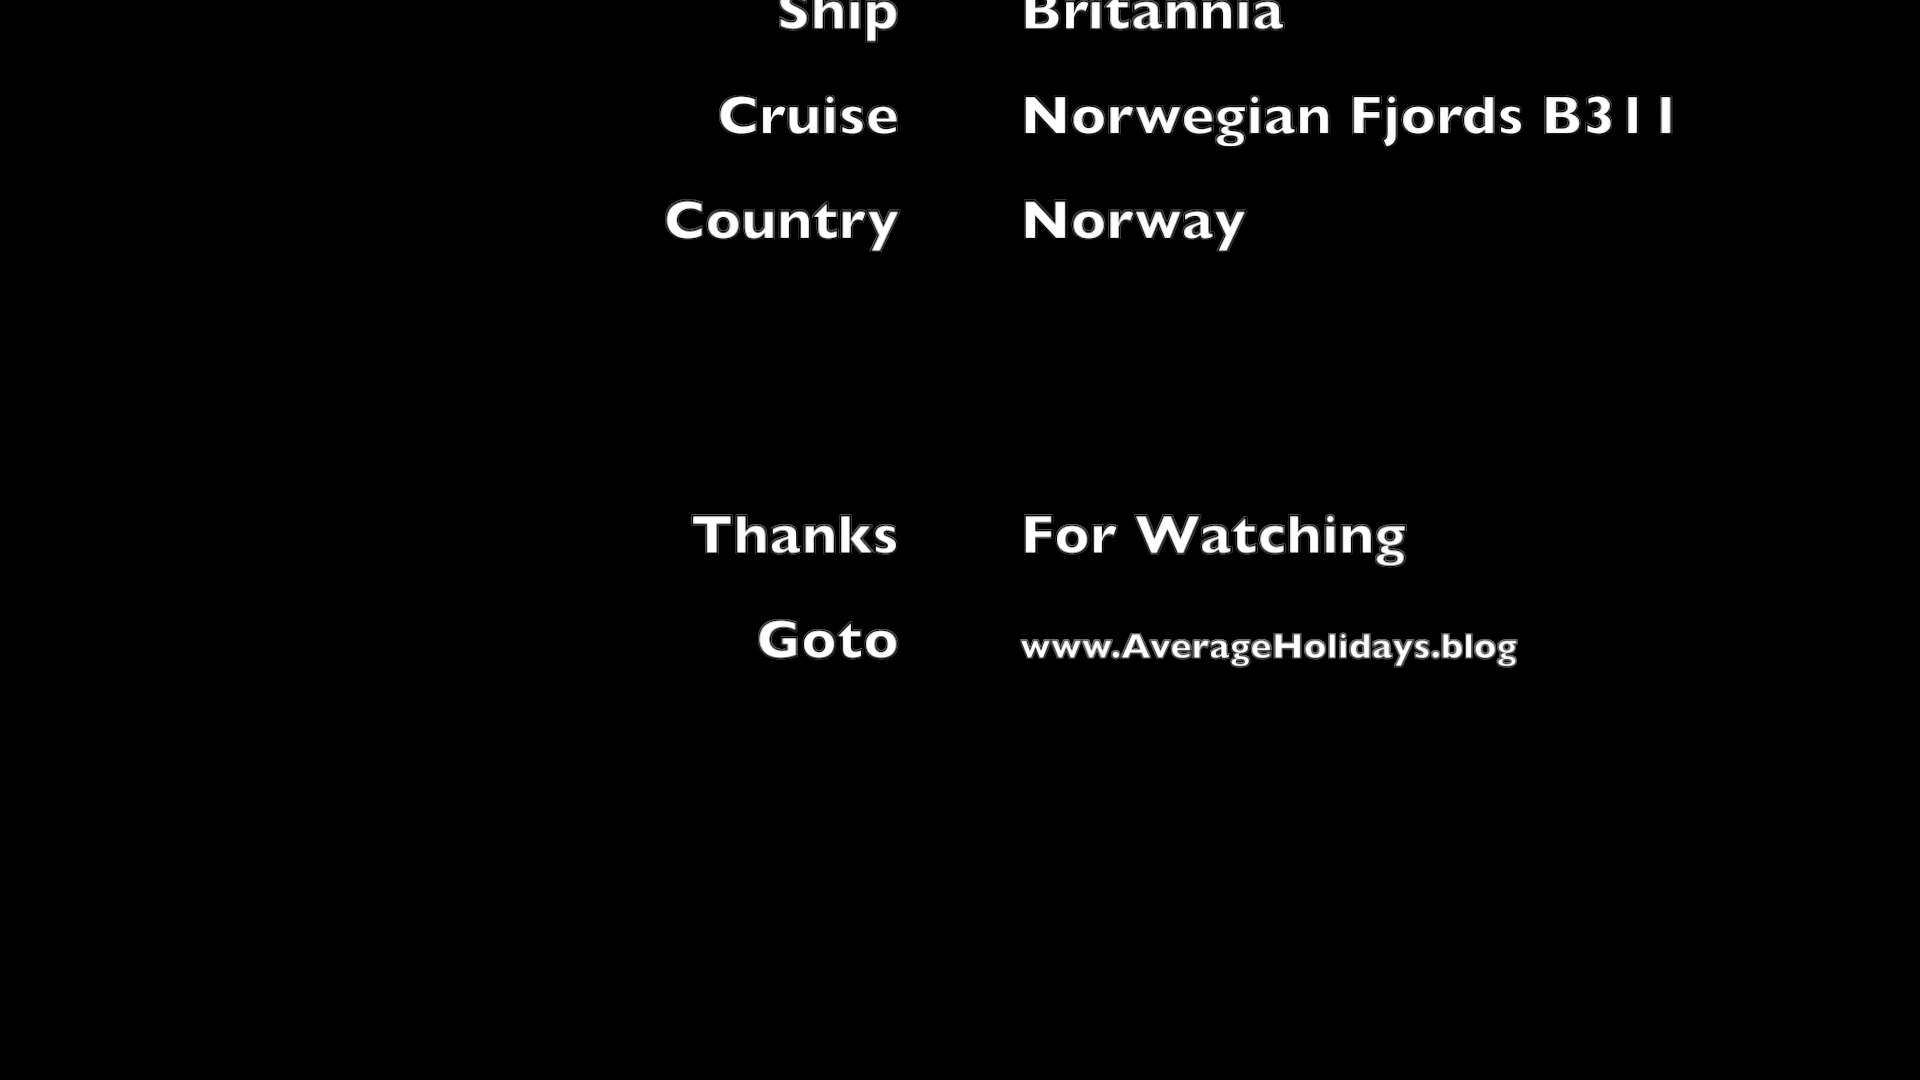 Ship Britannia
Cruise Norwegian Fjords B311
Country Norway
Thanks For Watching
Goto www.AverageHolidays.blog